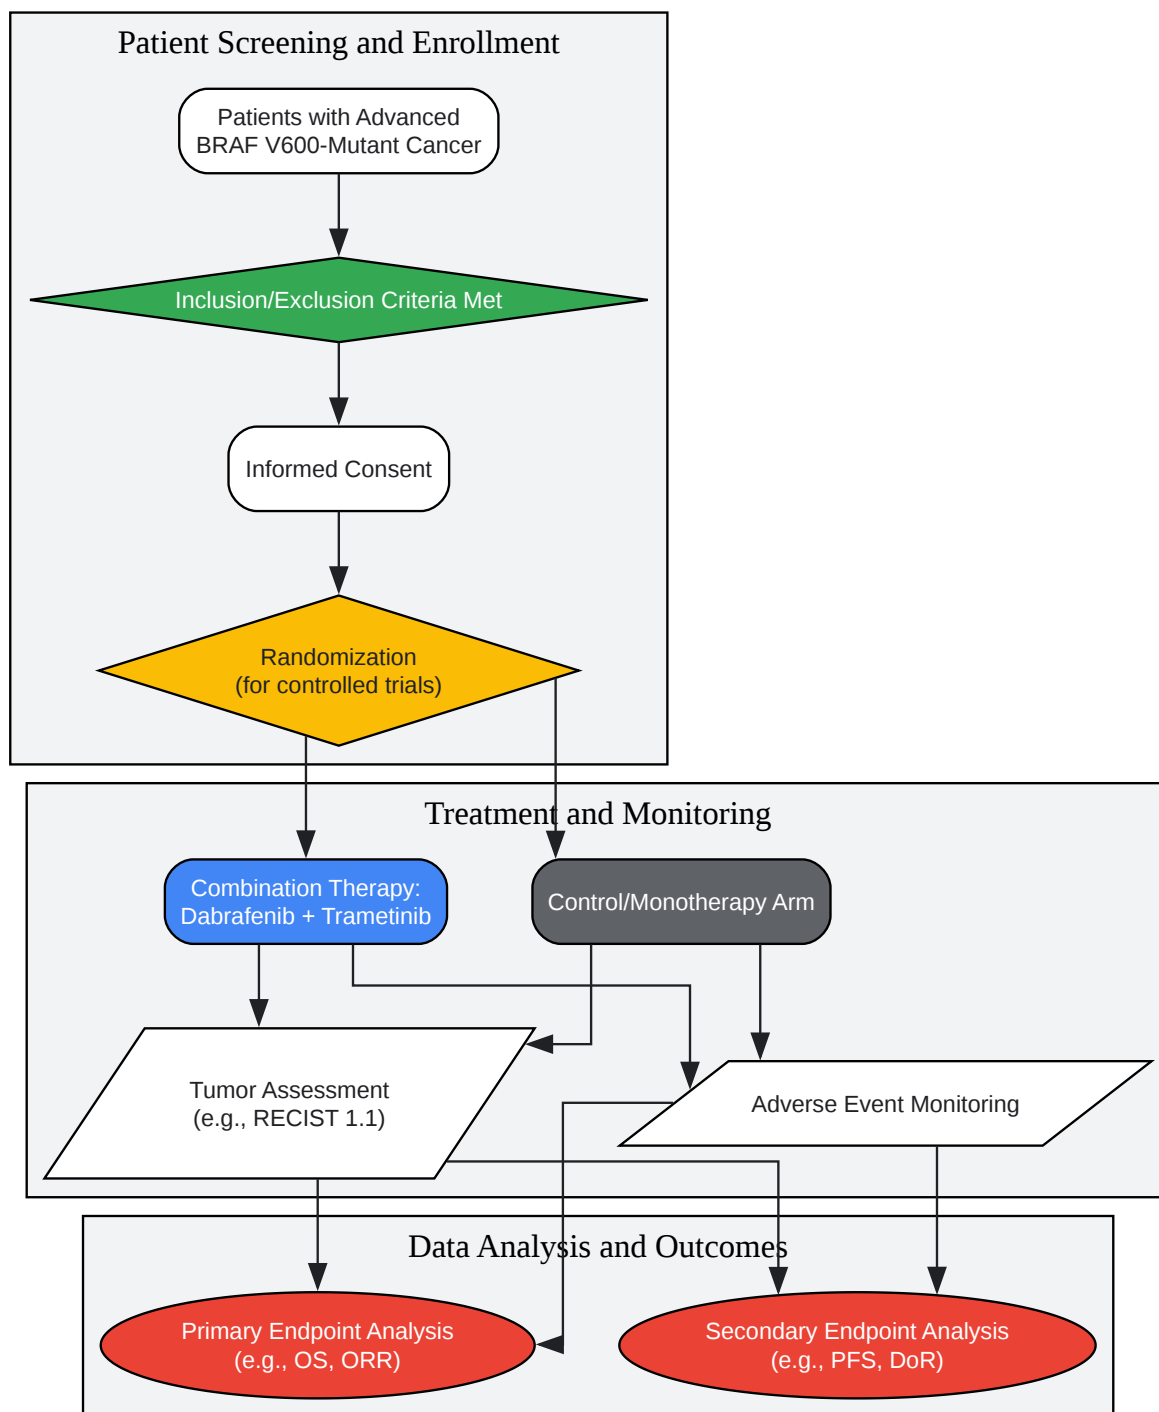 Patient Screening and Enrollment
Patients with Advanced
BRAF V600-Mutant Cancer
Inclusion/Exclusion Criteria Met
Informed Consent
Randomization
(for controlled trials)
Treatment and Monitoring
Combination Therapy:
Dabrafenib + Trametinib
Control/Monotherapy Arm
Tumor Assessment
(e.g., RECIST 1.1)
Adverse Event Monitoring
Data Analysis and Outcomes
Primary Endpoint Analysis
(e.g., OS, ORR)
Secondary Endpoint Analysis
(e.g., PFS, DoR)